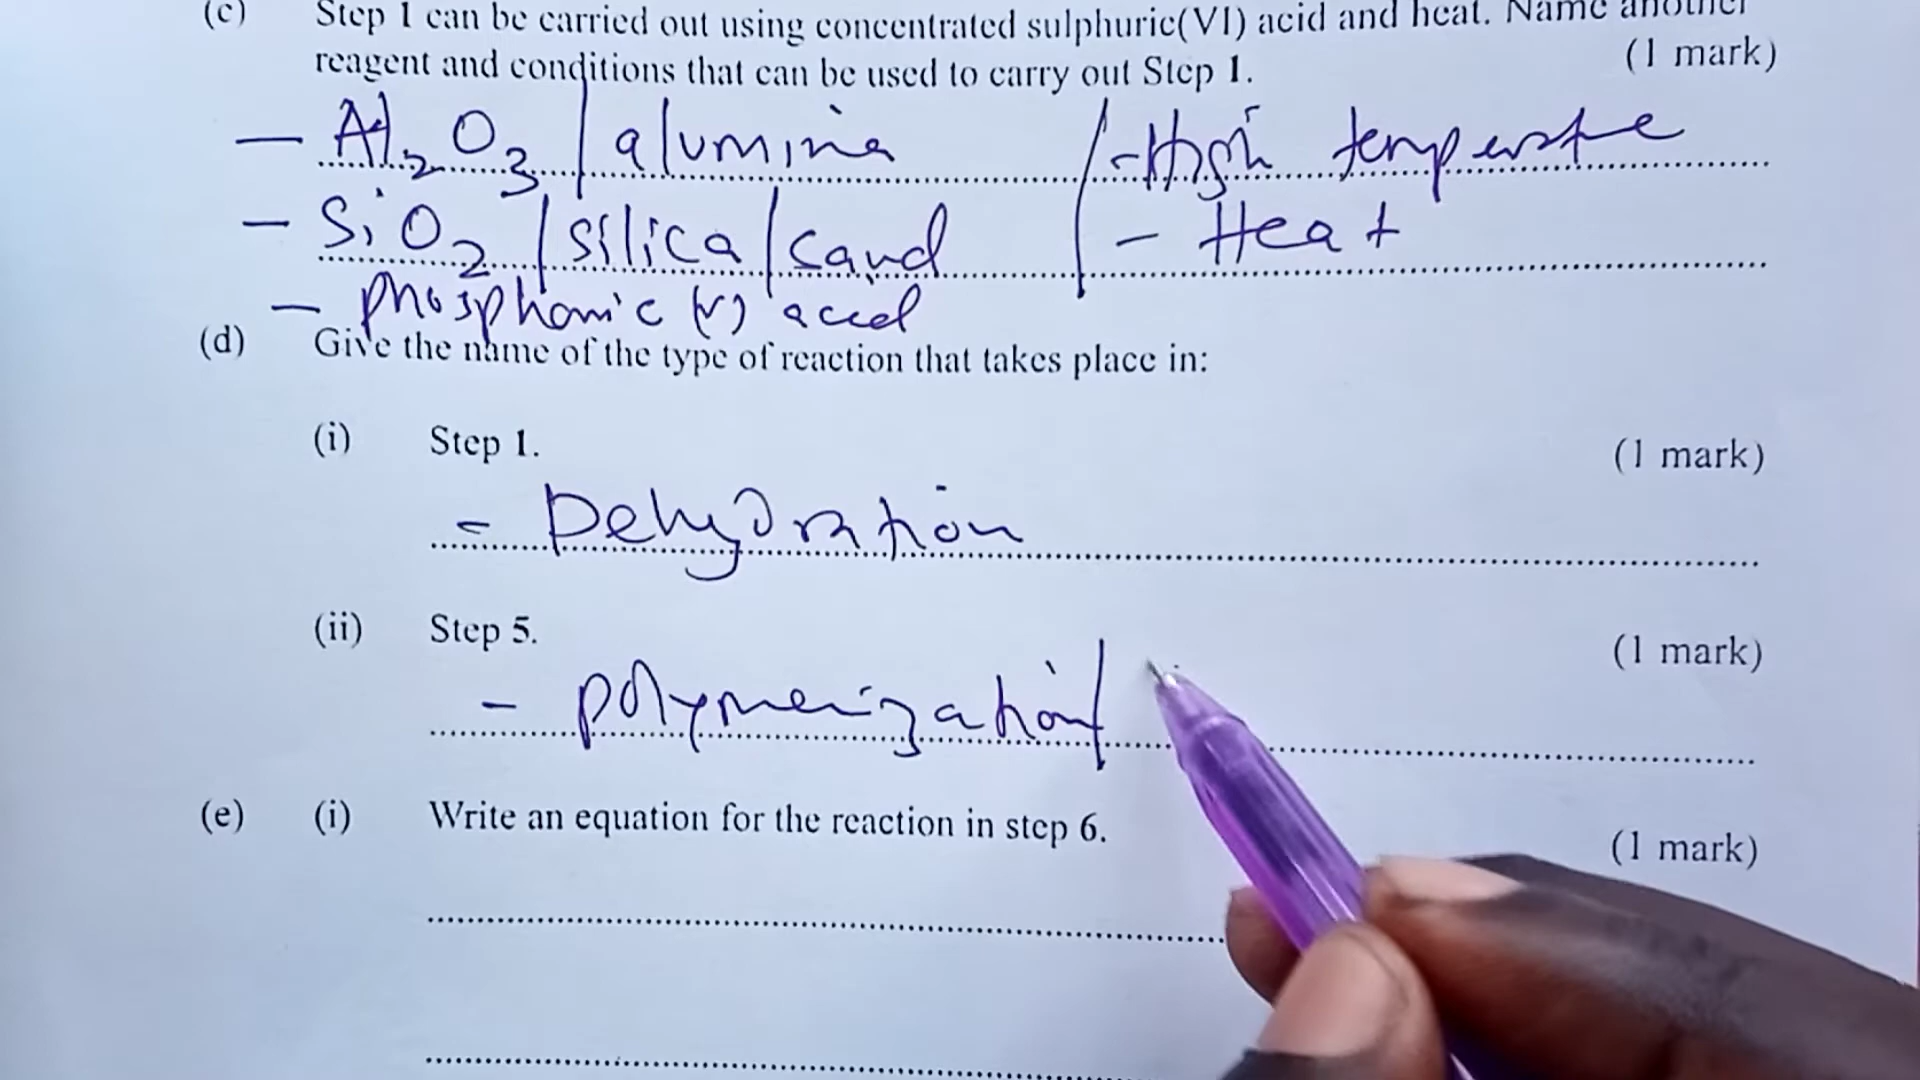 (c) Step 1 can be carried out using concentrated sulphuric(VI) acid and heat. Name another
reagent and conditions that can be used to carry out Step 1. (1 mark)
— Al2O3 / alumina / - High temperature
— SiO2 / silica / sand - Heat
— phosphoric (v) acid
(d) Give the name of the type of reaction that takes place in:
(i) Step 1. (1 mark)
- Dehydration
(ii) Step 5. (1 mark)
- polymerization/
(e) (i) Write an equation for the reaction in step 6. (1 mark)